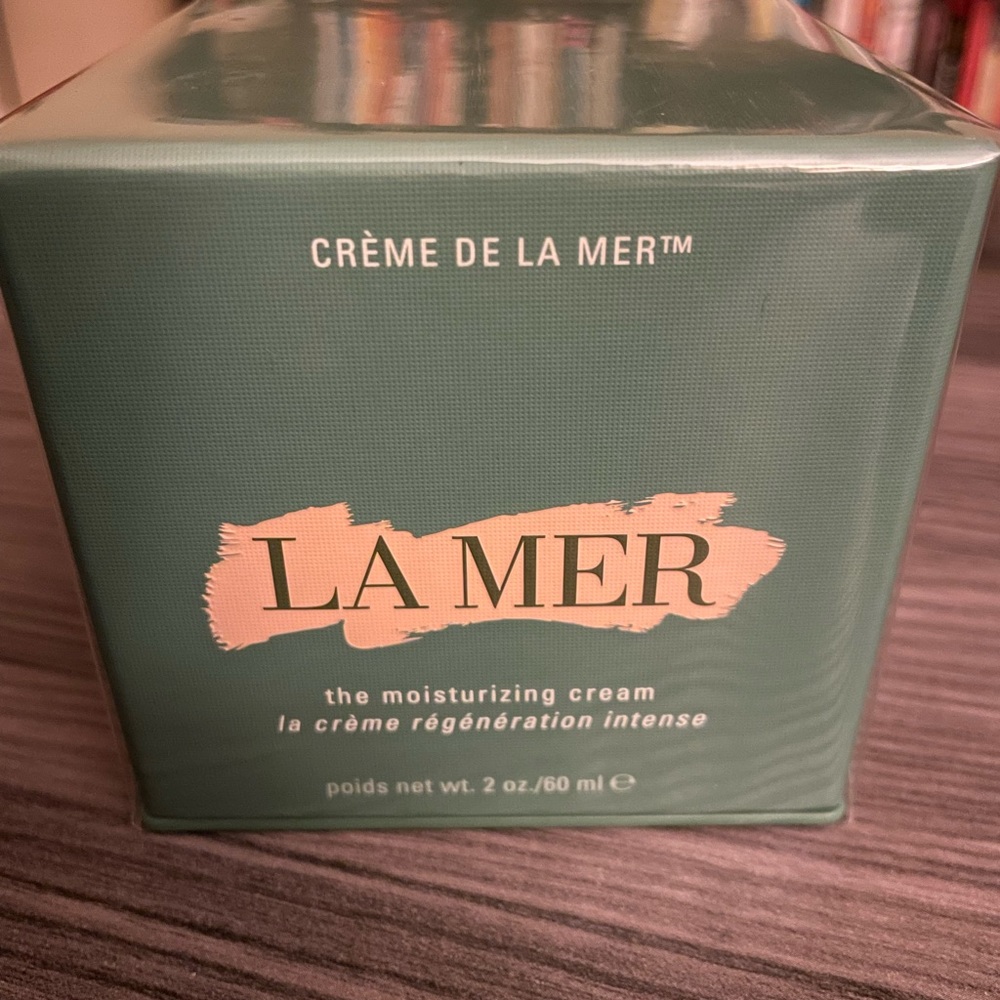 CRÈME DE LA MER™
LA MER
the moisturizing cream
la crème régénération intense
poids net wt. 2 oz./60 ml ℮